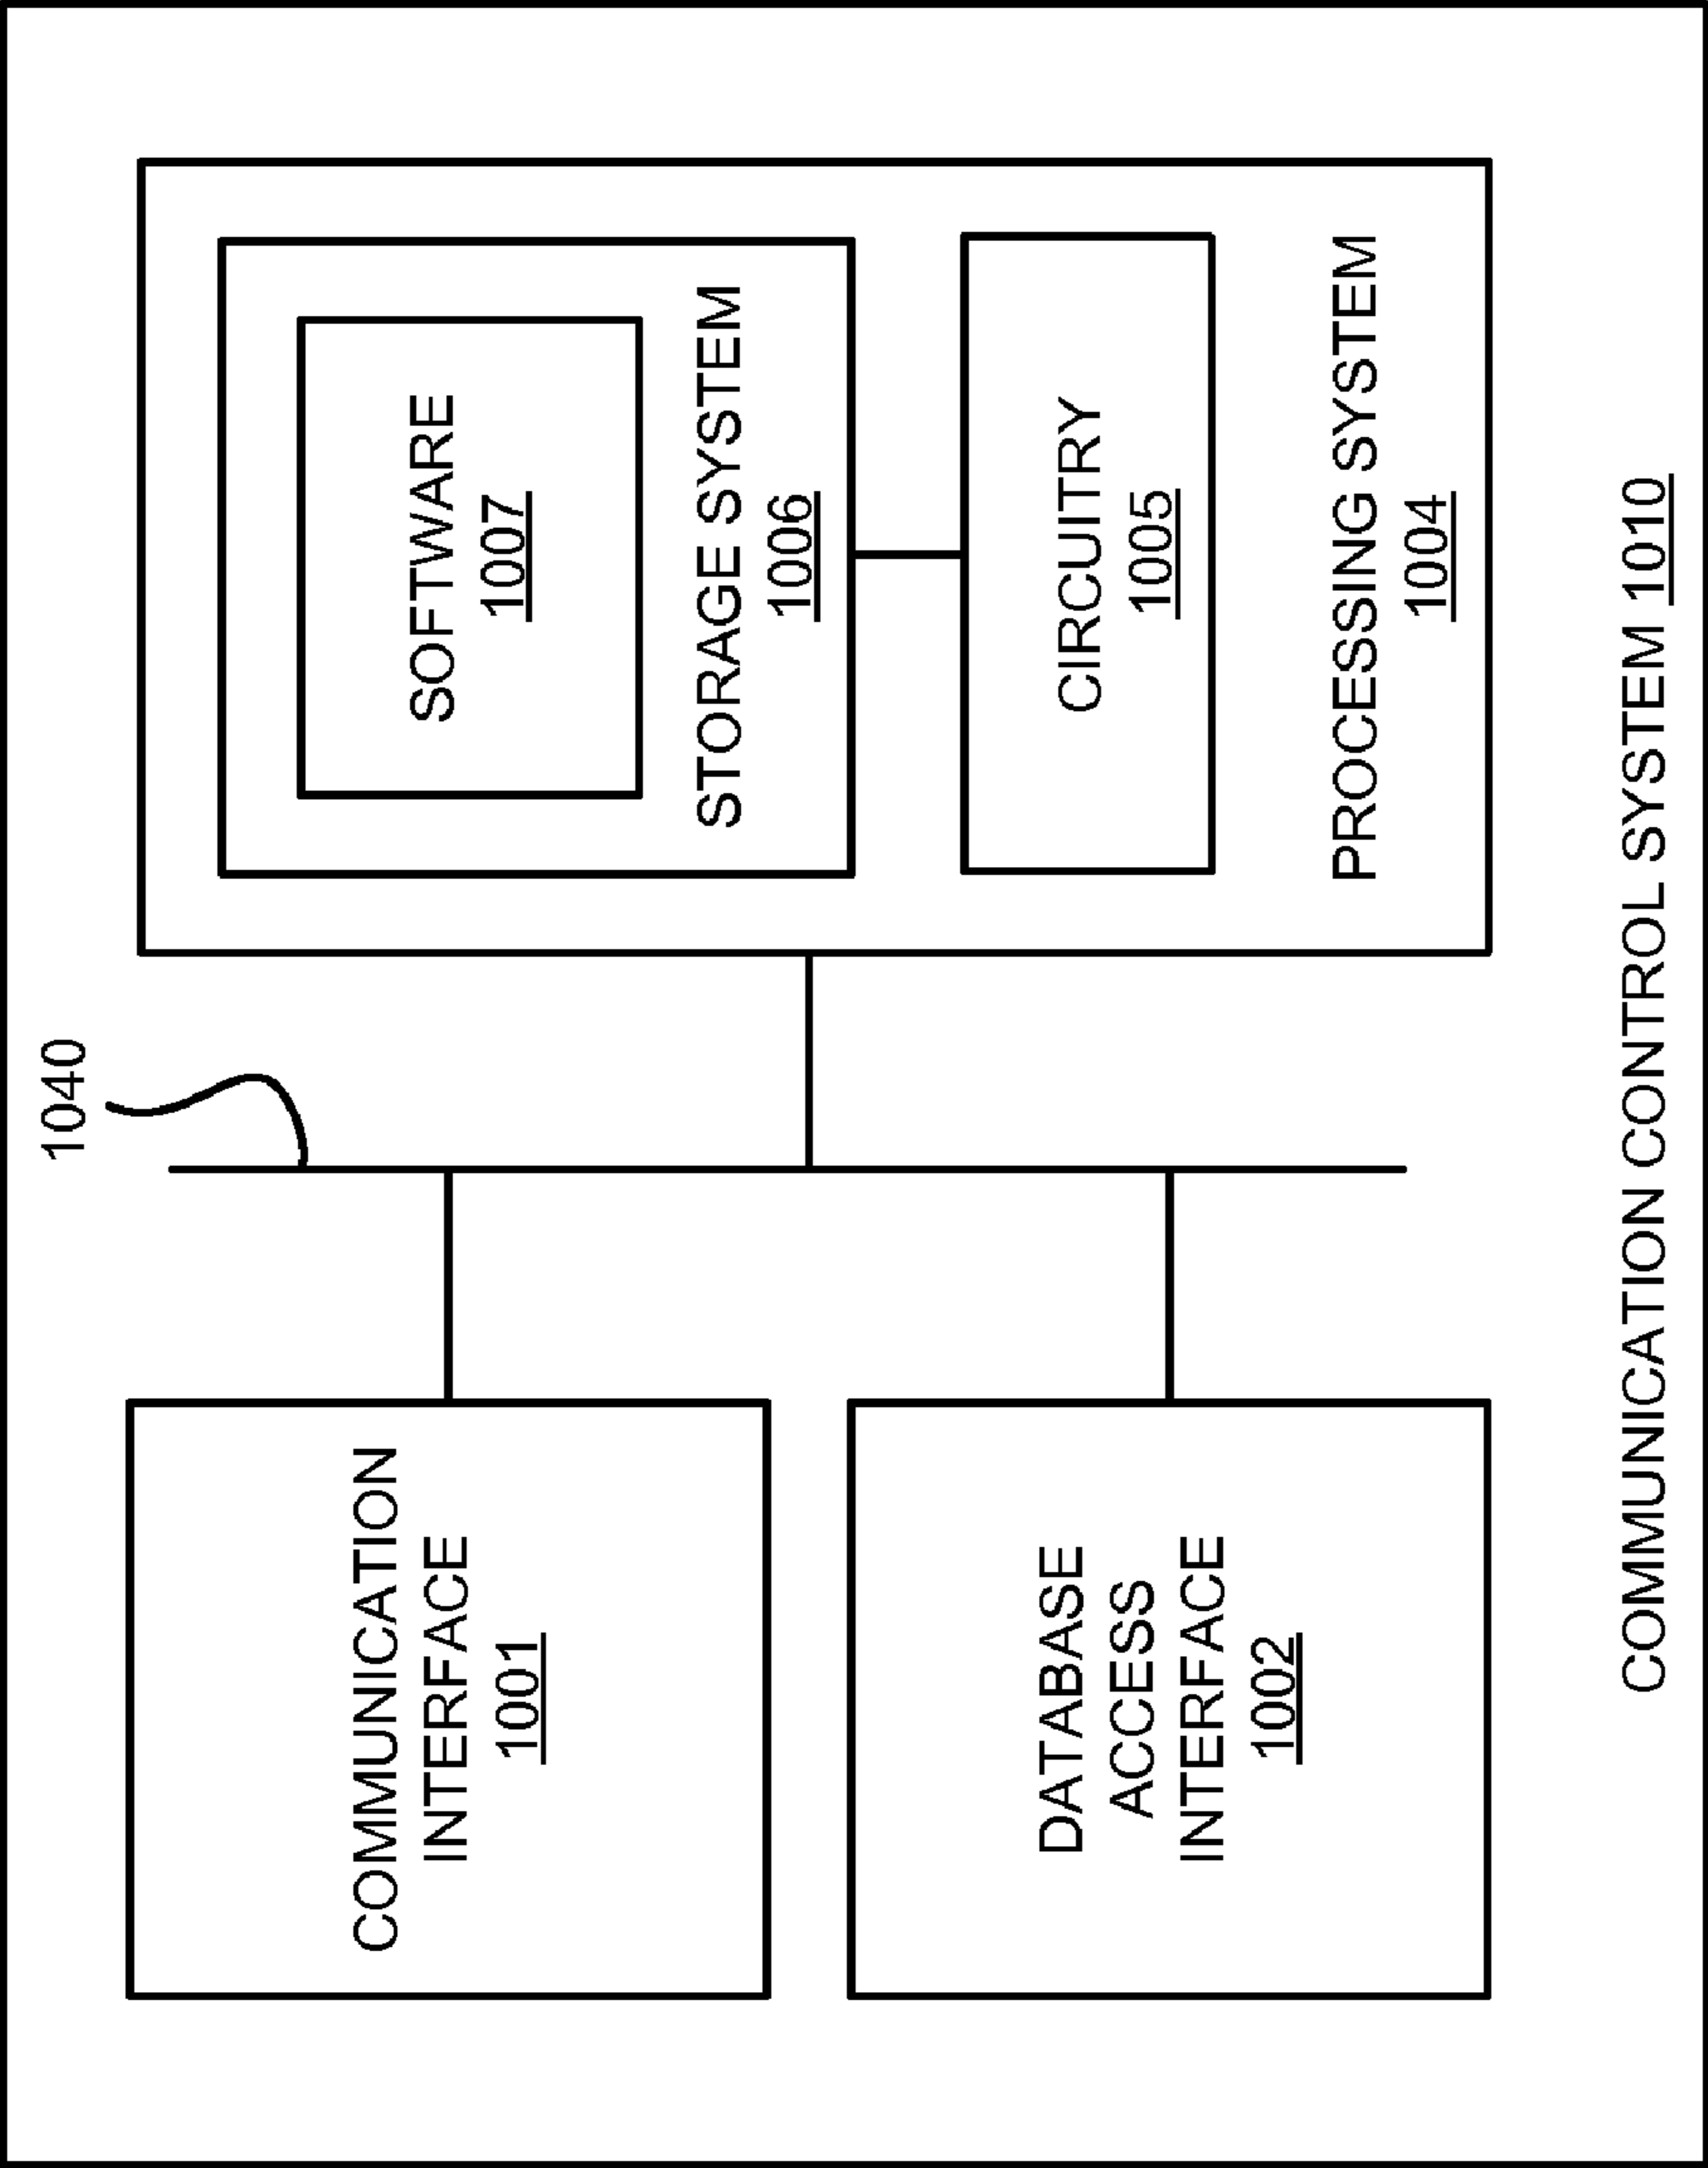 COMMUNICATION
INTERFACE
1001
DATABASE
ACCESS
INTERFACE
1002
1040
SOFTWARE
1007
STORAGE SYSTEM
1006
CIRCUITRY
1005
PROCESSING SYSTEM
1004
COMMUNICATION CONTROL SYSTEM 1010